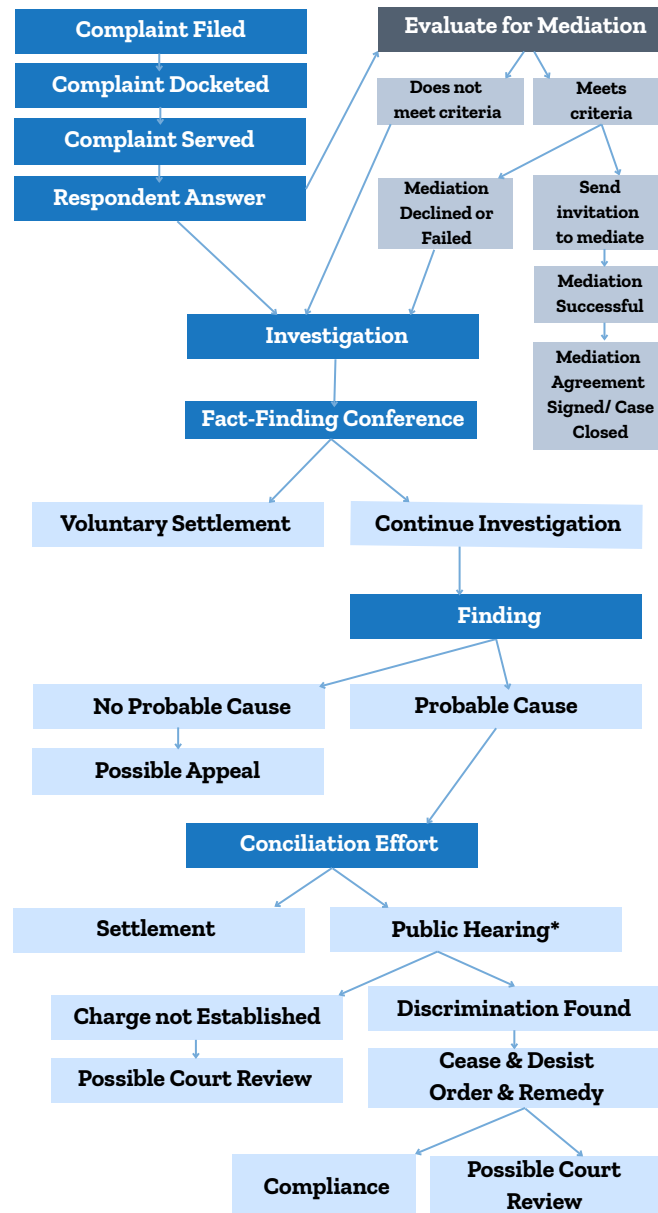 Complaint Filed
Complaint Docketed
Complaint Served
Respondent Answer
Evaluate for Mediation
Does not
meet criteria
Meets
criteria
Mediation
Declined or
Failed
Send
invitation
to mediate
Mediation
Successful
Mediation
Agreement
Signed/ Case
Closed
Investigation
Fact-Finding Conference
Voluntary Settlement
Continue Investigation
Finding
No Probable Cause
Probable Cause
Possible Appeal
Conciliation Effort
Settlement
Public Hearing*
Charge not Established
Discrimination Found
Possible Court Review
Cease & Desist
Order & Remedy
Compliance
Possible Court
Review